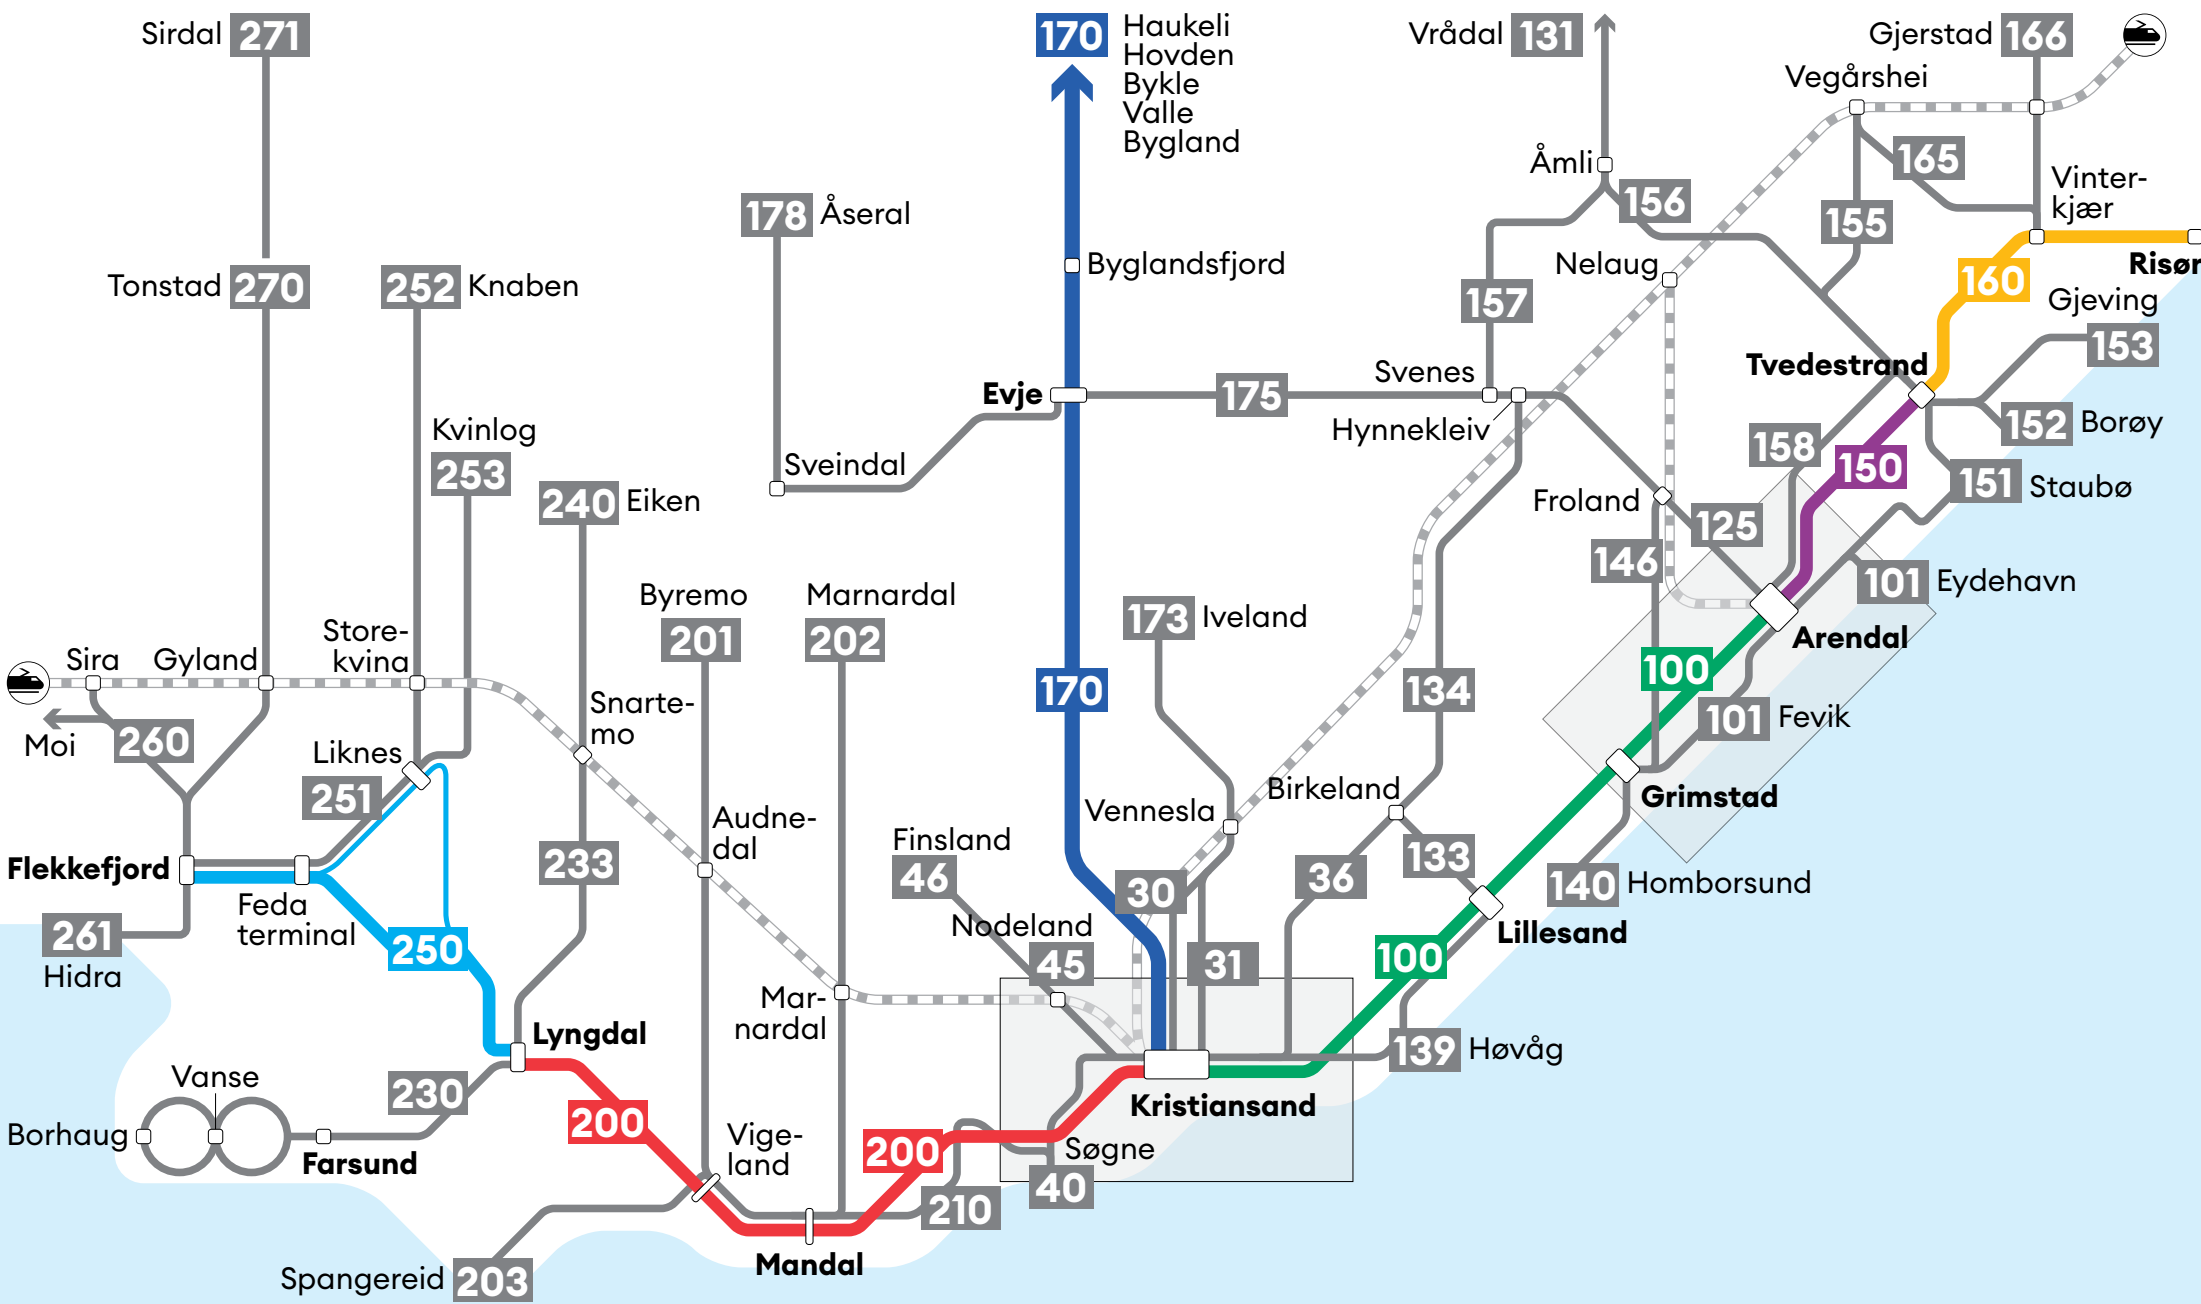 Sirdal 271
170 Haukeli
Hovden
Bykle
Valle
Bygland
Vrådal 131
Gjerstad 166
Vegårshei
Åmli
165
Vinter-
kjær
178 Åseral
156
155
Byglandsfjord
Nelaug
160
Risør
Tonstad 270
252 Knaben
157
Gjeving
153
Tvedestrand
Svenes
Evje
175
Hynnekleiv
152 Borøy
Kvinlog
253
158
150
Sveindal
151 Staubø
240 Eiken
Froland
125
146
101 Eydehavn
Byremo
201
Marnardal
202
173 Iveland
Arendal
Store-
kvina
Sira
Gyland
100
170
134
Snarte-
mo
101 Fevik
Moi
260
Liknes
251
Birkeland
Grimstad
Vennesla
Audne-
dal
Finsland
46
233
30
36
133
140 Homborsund
Flekkefjord
Feda
terminal
Nodeland
45
31
Lillesand
261
Hidra
250
100
Mar-
nardal
Lyngdal
139 Høvåg
Vanse
230
Kristiansand
Borhaug
Farsund
200
Vige-
land
200
Søgne
40
210
Mandal
Spangereid 203